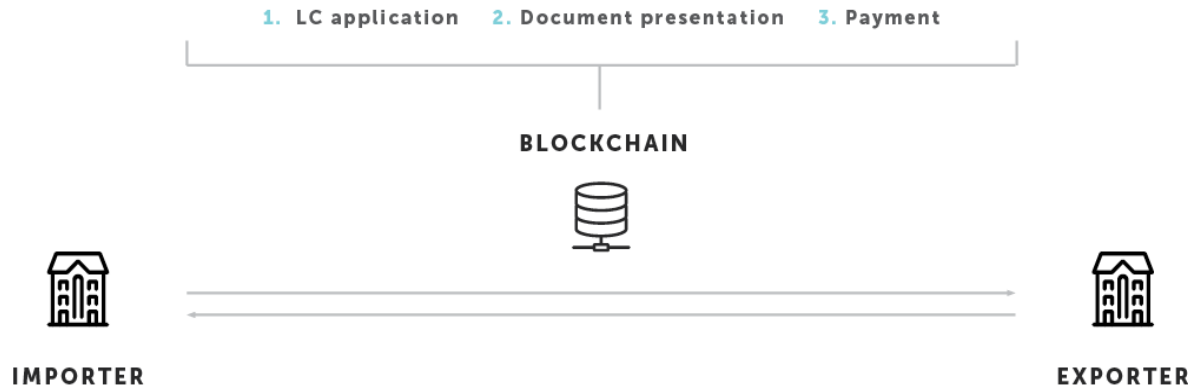 1. LC application 2. Document presentation 3. Payment
BLOCKCHAIN
IMPORTER
EXPORTER